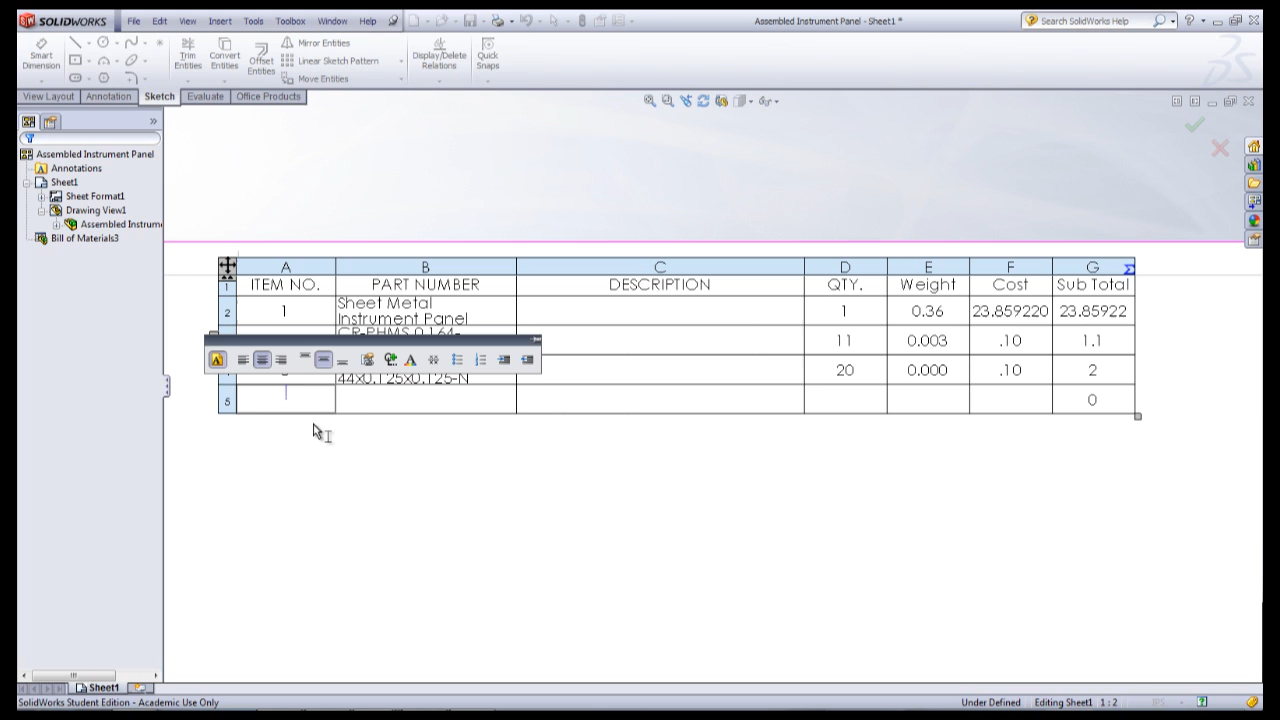 SOLIDWORKS File Edit View Insert Tools Toolbox Window Help Assembled Instrument Panel - Sheet1 * Search SolidWorks Help
Smart Dimension
Trim Entities
Convert Entities
Offset Entities
Mirror Entities
Linear Sketch Pattern
Move Entities
Display/Delete Relations
Quick Snaps
View Layout Annotation Sketch Evaluate Office Products
Assembled Instrument Panel
Annotations
Sheet1
Sheet Format1
Drawing View1
Assembled Instrum
Bill of Materials3
A B C D E F G
1 ITEM NO. PART NUMBER DESCRIPTION QTY. Weight Cost Sub Total
2 1 Sheet Metal Instrument Panel 1 0.36 23.859220 23.85922
CR-PHMS 0.164- 11 0.003 .10 1.1
44x0.125x0.125-N 20 0.000 .10 2
5 0
Sheet1
SolidWorks Student Edition - Academic Use Only Under Defined Editing Sheet1 1 : 2 IPS